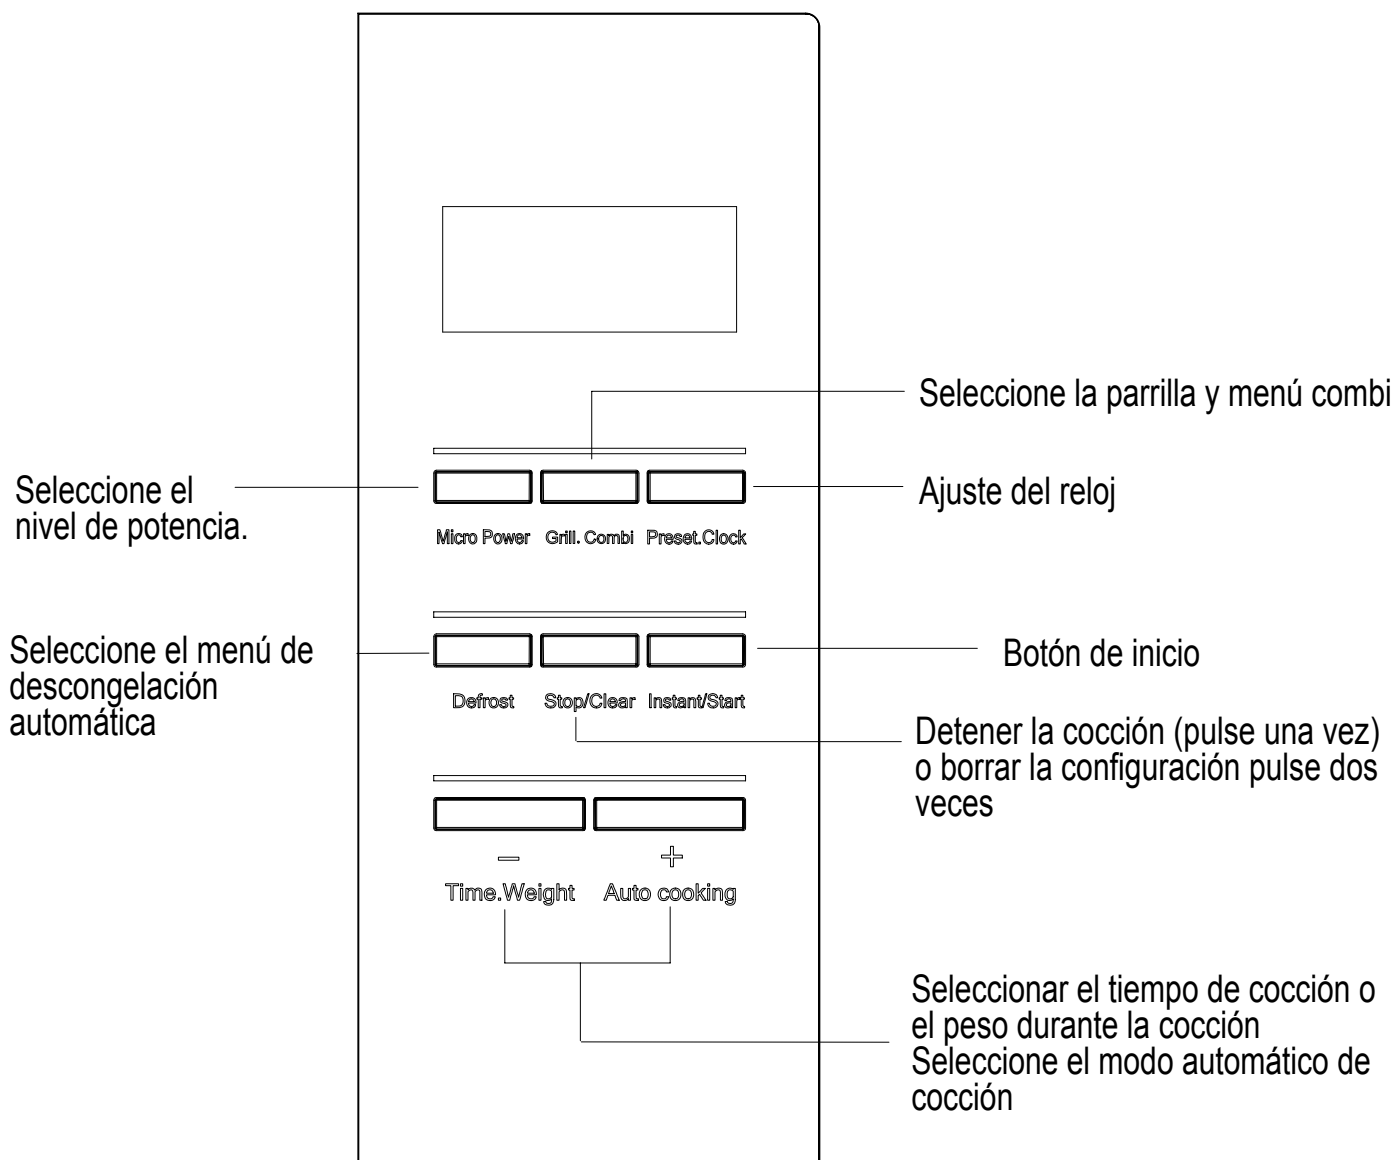 Seleccione la parrilla y menú combi
Seleccione el
nivel de potencia.
Ajuste del reloj
Micro Power Grill. Combi Preset.Clock
Seleccione el menú de
descongelación
automática
Botón de inicio
Defrost Stop/Clear Instant/Start
Detener la cocción (pulse una vez)
o borrar la configuración pulse dos
veces
− +
Time.Weight Auto cooking
Seleccionar el tiempo de cocción o
el peso durante la cocción
Seleccione el modo automático de
cocción